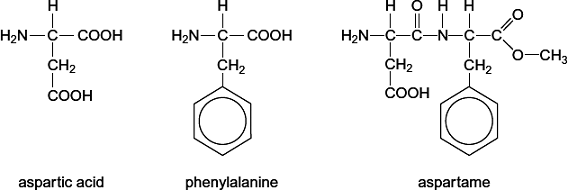 H H H O H H O
H₂N C COOH H₂N C COOH H₂N C C N C C
O CH₃
CH₂ CH₂ CH₂ CH₂
COOH COOH
aspartic acid phenylalanine aspartame